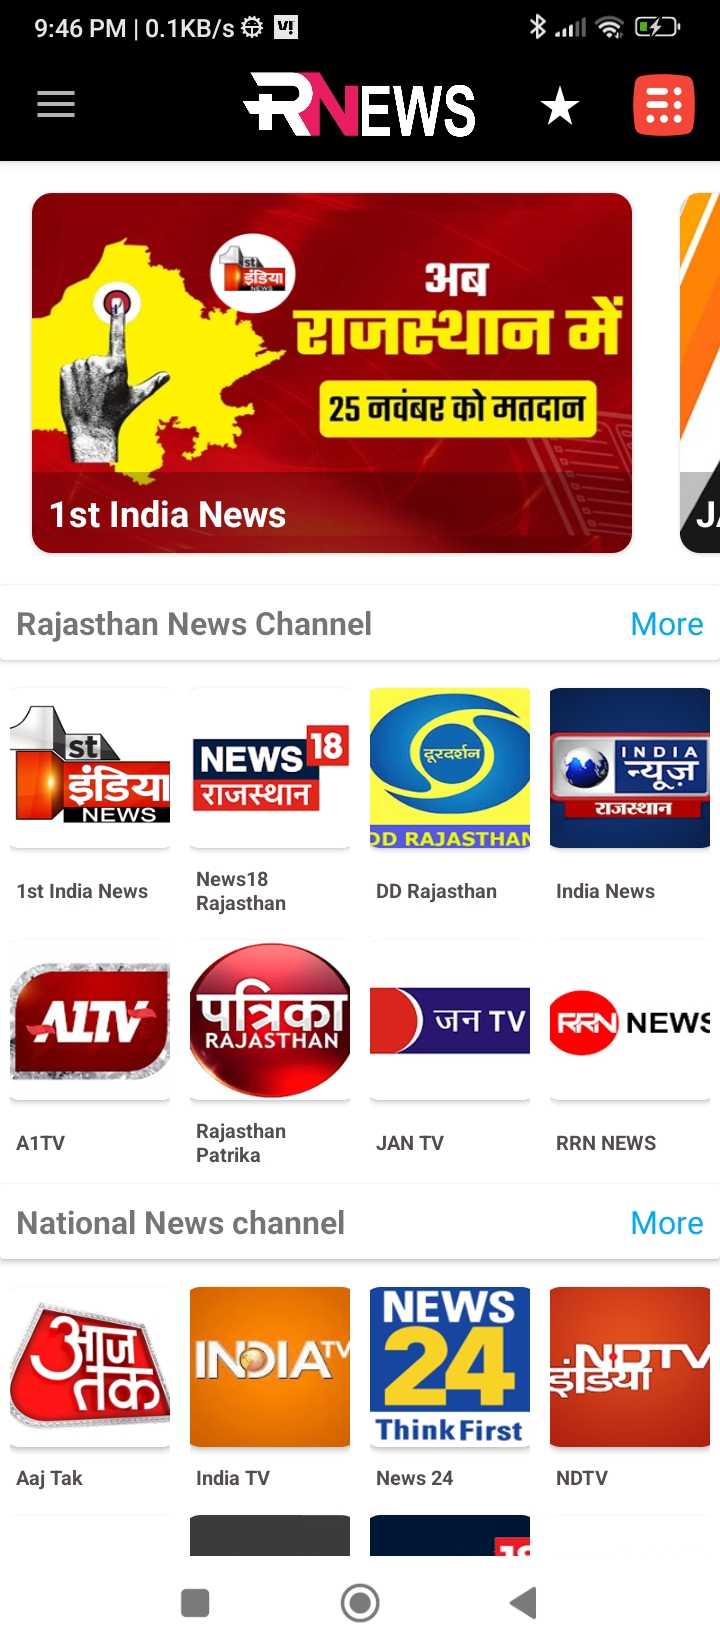 9:46 PM | 0.1KB/s
RNEWS
1st
इंडिया
NEWS
अब
राजस्थान में
25 नवंबर को मतदान
1st India News
Rajasthan News Channel More
1st
इंडिया
NEWS
NEWS 18
राजस्थान
दूरदर्शन
DD RAJASTHAN
INDIA
न्यूज़
राजस्थान
1st India News
News18
Rajasthan
DD Rajasthan
India News
A1TV
पत्रिका
RAJASTHAN
जन TV
RRN NEWS
A1TV
Rajasthan
Patrika
JAN TV
RRN NEWS
National News channel More
आज
तक
INDIA TV
NEWS
24
Think First
NDTV
इंडिया
Aaj Tak
India TV
News 24
NDTV